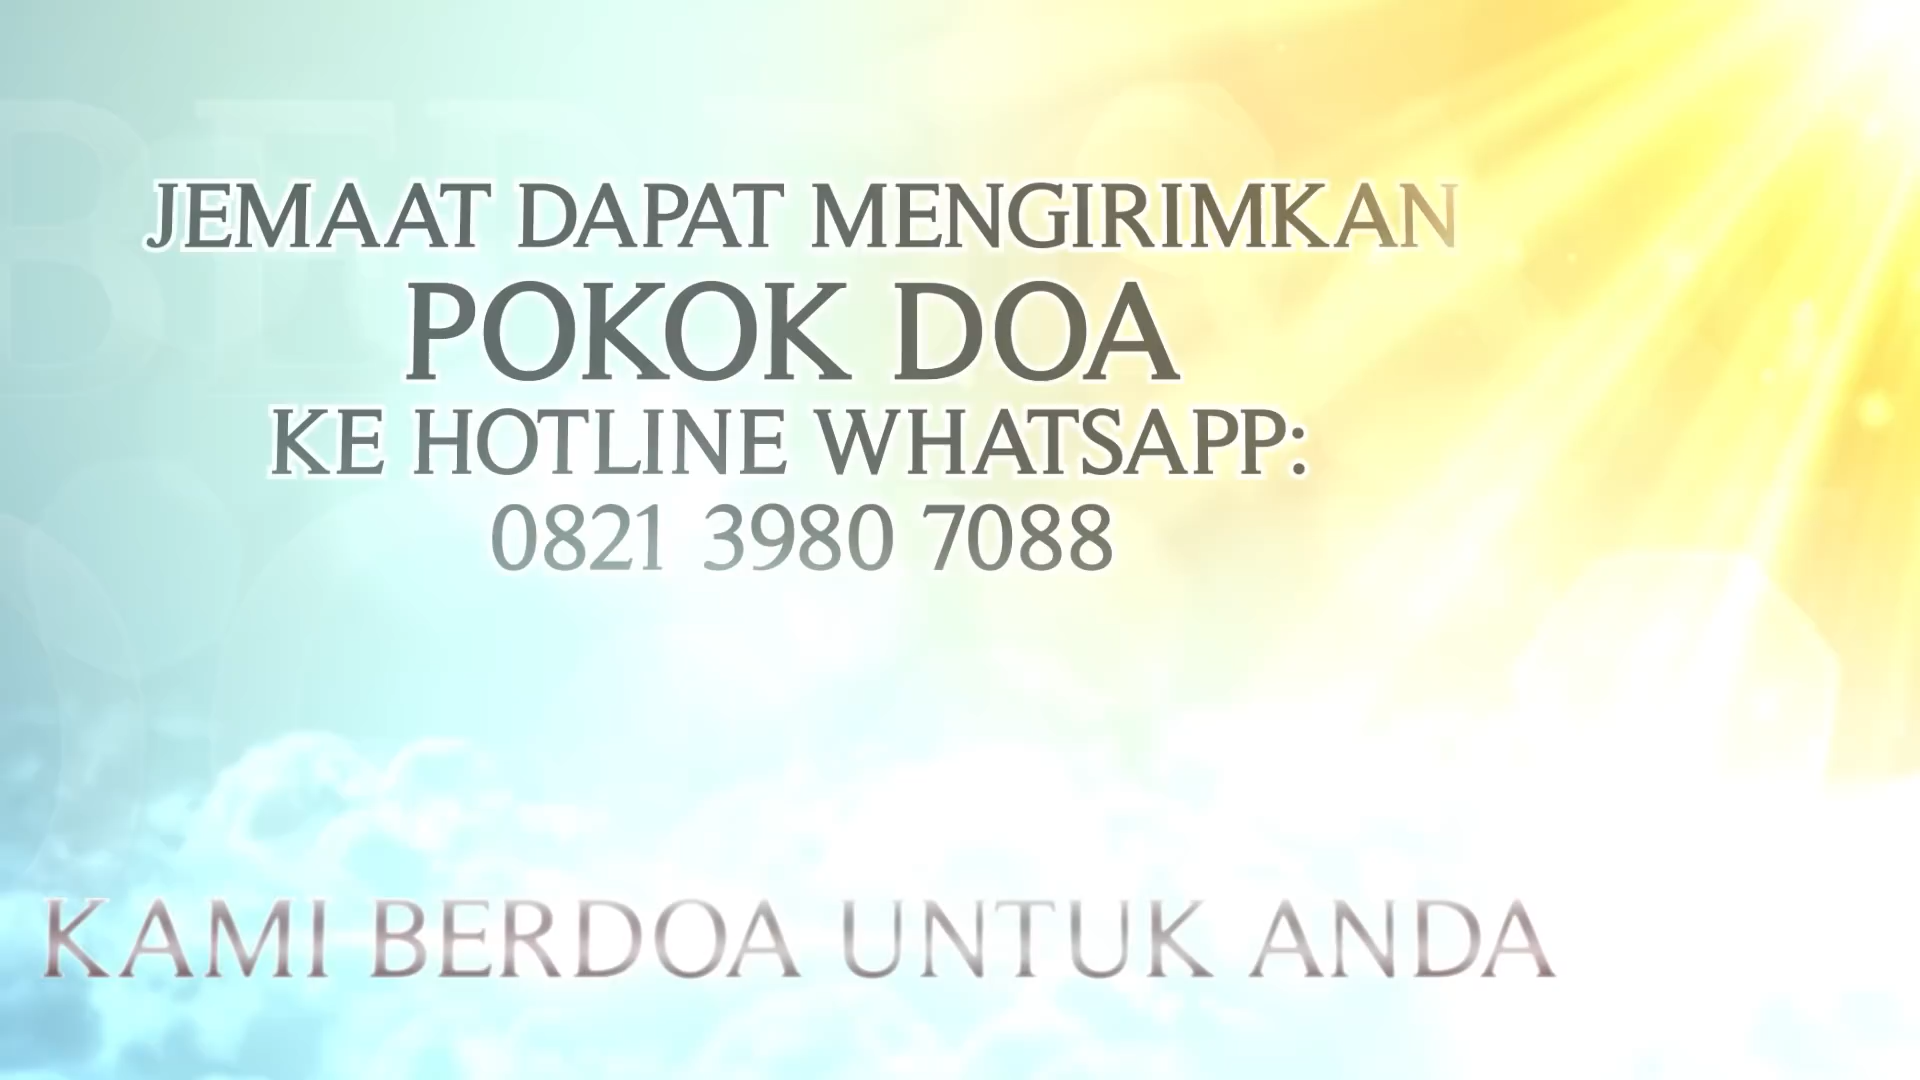 JEMAAT DAPAT MENGIRIMKAN
POKOK DOA
KE HOTLINE WHATSAPP:
0821 3980 7088
KAMI BERDOA UNTUK ANDA